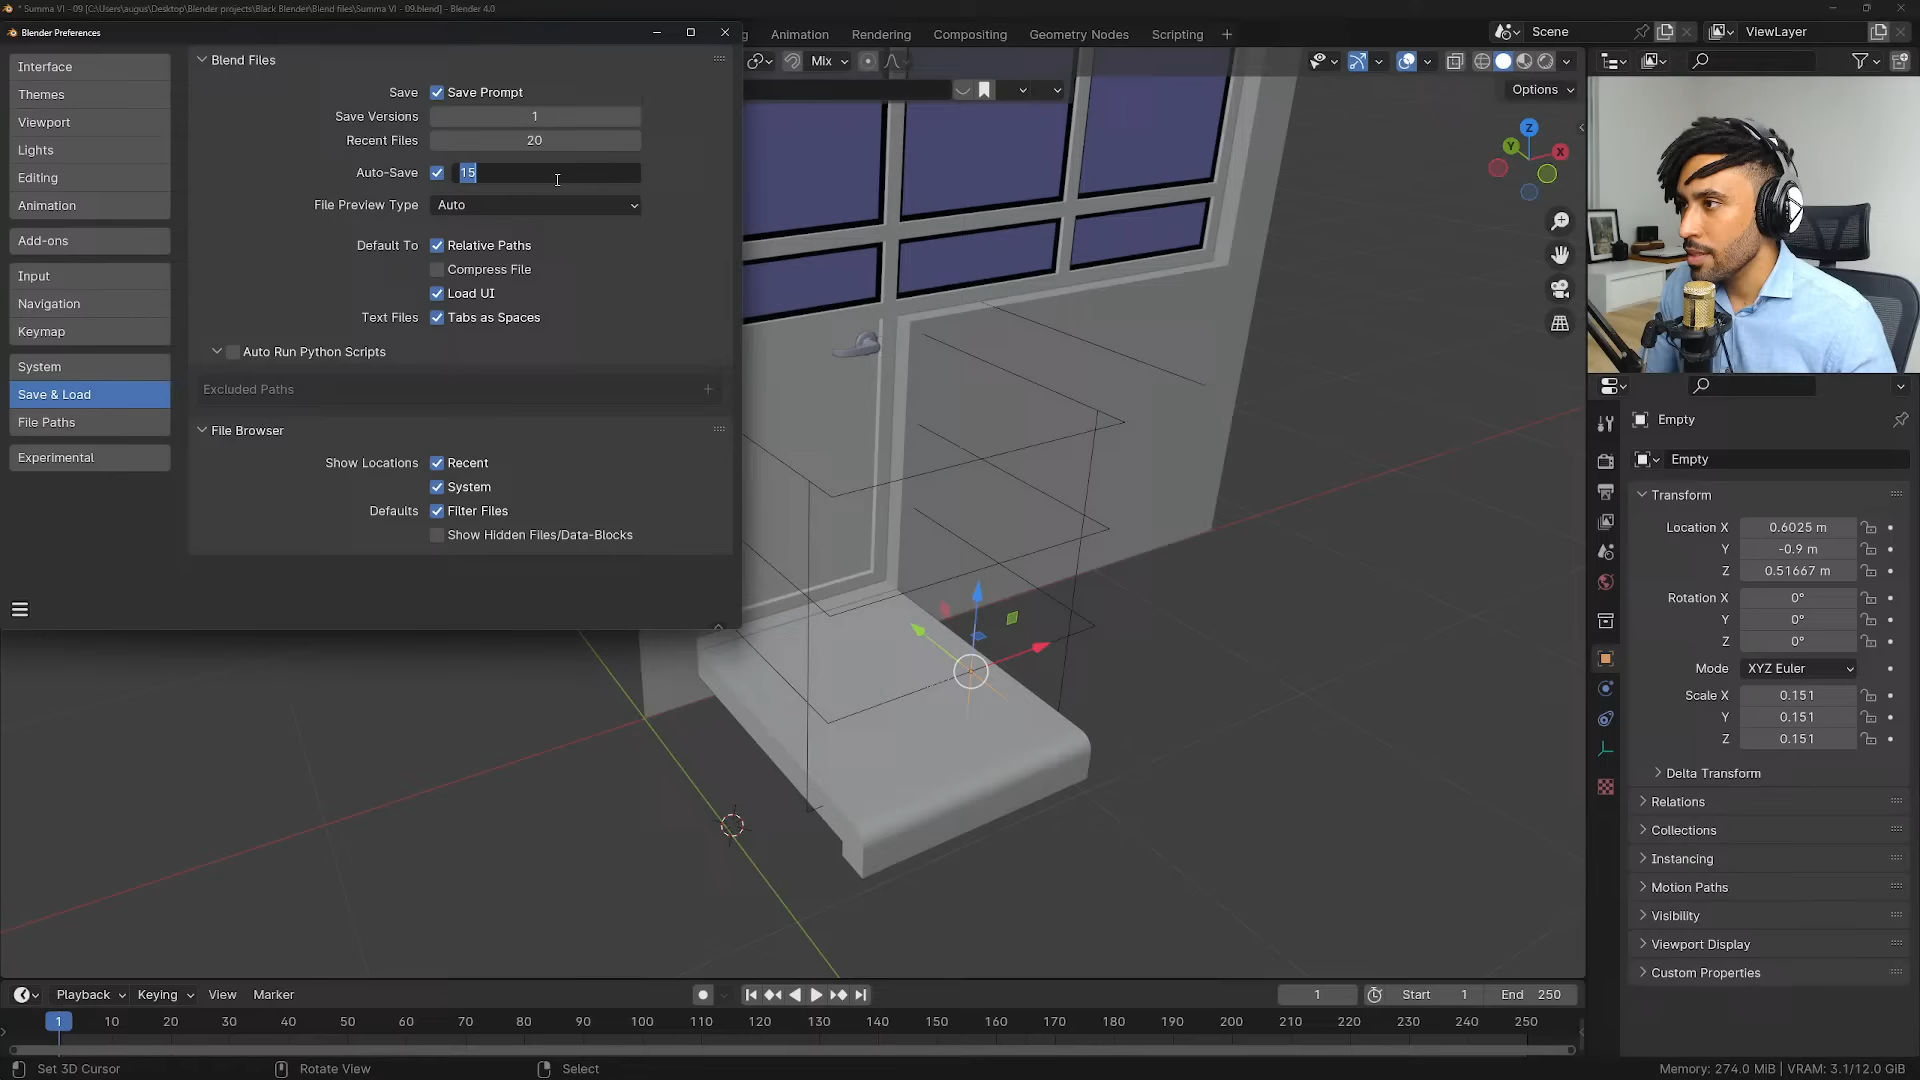 * Summa VI - 09 [C:\Users\augus\Desktop\Blender projects\Black Blender\Blend files\Summa VI - 09.blend] - Blender 4.0
Blender Preferences
Animation Rendering Compositing Geometry Nodes Scripting + Scene ViewLayer
Mix
Options
Interface
Themes
Viewport
Lights
Editing
Animation
Add-ons
Input
Navigation
Keymap
System
Save & Load
File Paths
Experimental
Blend Files
Save Save Prompt
Save Versions 1
Recent Files 20
Auto-Save 15
File Preview Type Auto
Default To Relative Paths
Compress File
Load UI
Text Files Tabs as Spaces
Auto Run Python Scripts
Excluded Paths +
File Browser
Show Locations Recent
System
Defaults Filter Files
Show Hidden Files/Data-Blocks
Z
Y X
Empty
Empty
Transform
Location X 0.6025 m
Y -0.9 m
Z 0.51667 m
Rotation X 0°
Y 0°
Z 0°
Mode XYZ Euler
Scale X 0.151
Y 0.151
Z 0.151
Delta Transform
Relations
Collections
Instancing
Motion Paths
Visibility
Viewport Display
Custom Properties
Playback Keying View Marker 1 Start 1 End 250
1 10 20 30 40 50 60 70 80 90 100 110 120 130 140 150 160 170 180 190 200 210 220 230 240 250
Set 3D Cursor Rotate View Select Memory: 274.0 MiB | VRAM: 3.1/12.0 GiB